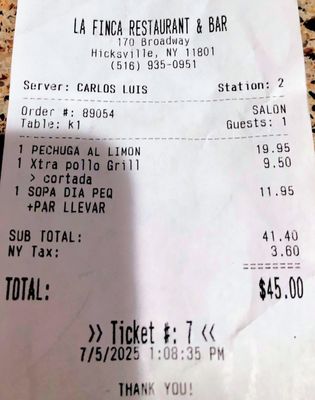 LA FINCA RESTAURANT & BAR
170 Broadway
Hicksville, NY 11801
(516) 935-0951
Server: CARLOS LUIS Station: 2
Order #: 89054 SALON
Table: K1 Guests: 1
1 PECHUGA AL LIMON 19.95
1 Xtra pollo Grill 9.50
> cortada
1 SOPA DIA PEQ 11.95
+PAR LLEVAR
SUB TOTAL: 41.40
NY Tax: 3.60
TOTAL: $45.00
>> Ticket #: 7 <<
7/5/2025 1:08:35 PM
THANK YOU!